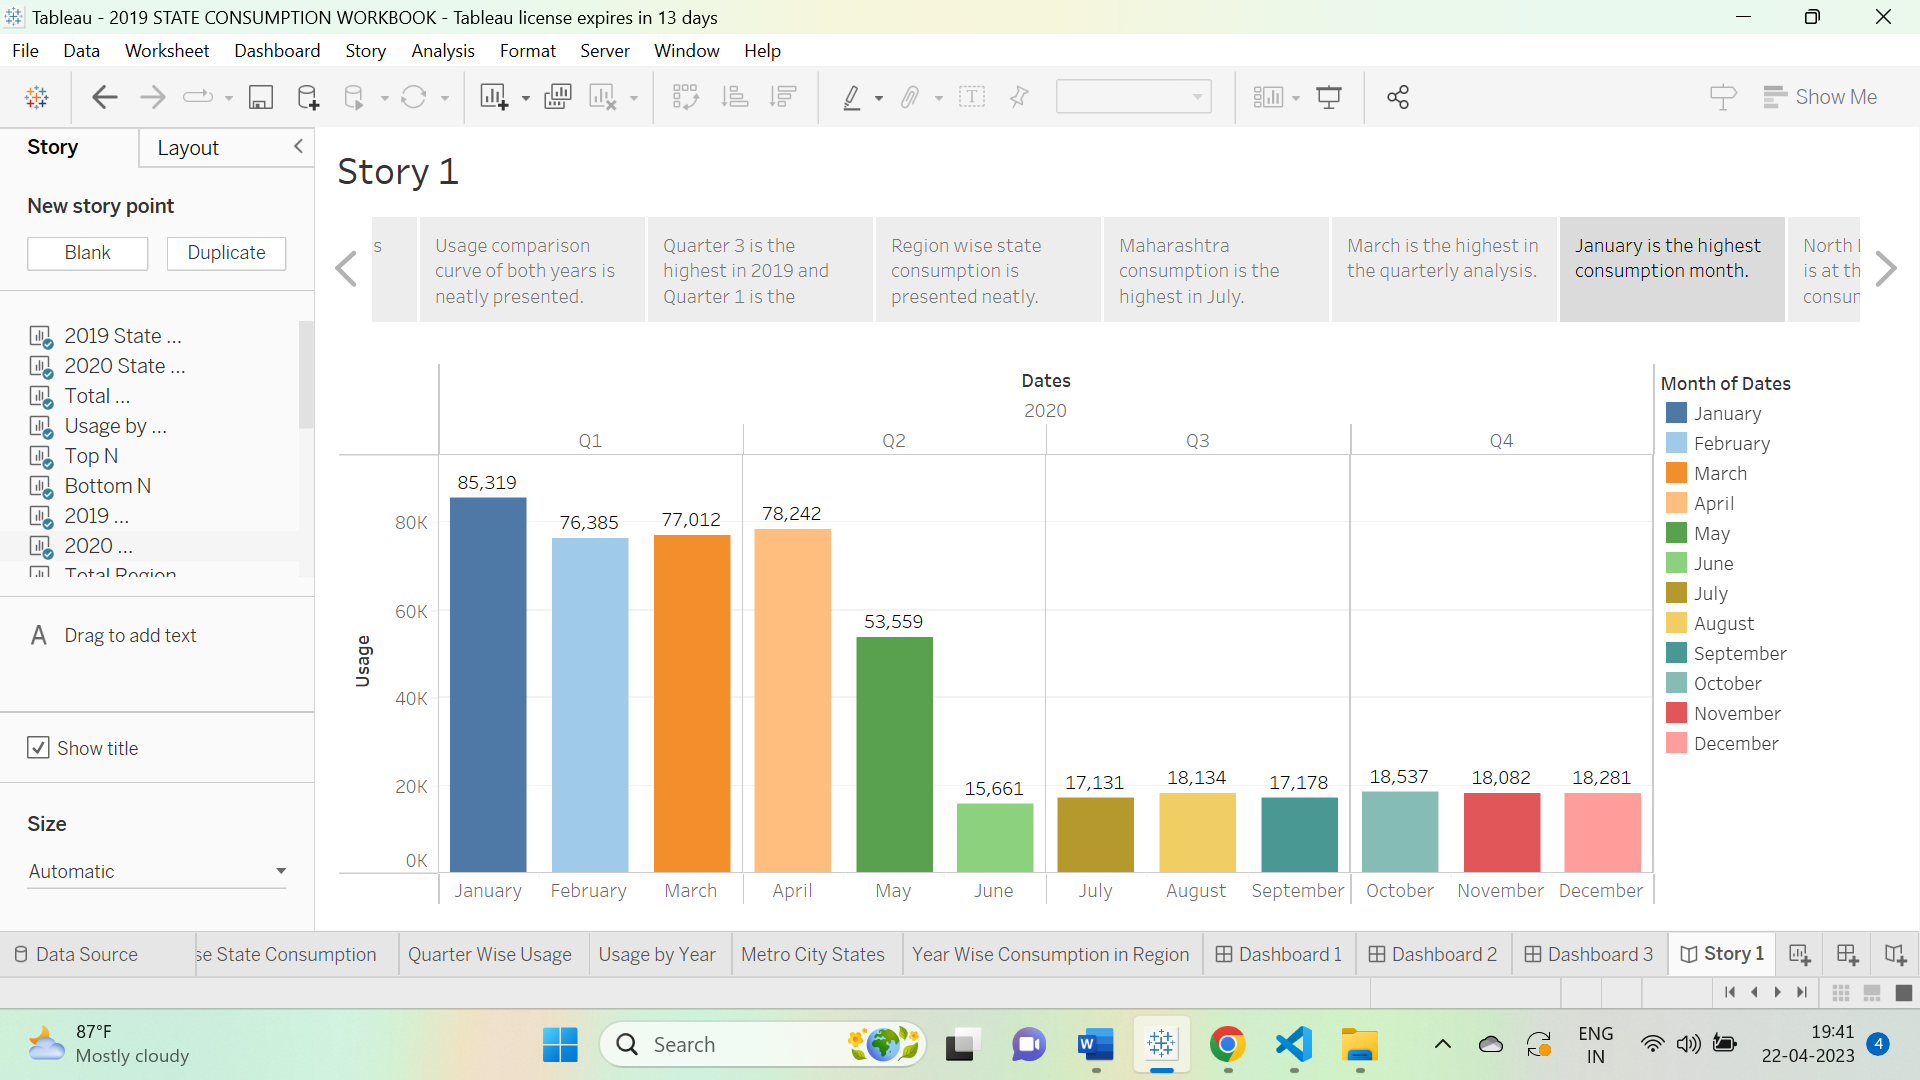 Tableau - 2019 STATE CONSUMPTION WORKBOOK - Tableau license expires in 13 days
File Data Worksheet Dashboard Story Analysis Format Server Window Help
Show Me
Story Layout
New story point
Blank Duplicate
2019 State ...
2020 State ...
Total ...
Usage by ...
Top N
Bottom N
2019 ...
2020 ...
Total Region
A Drag to add text
Show title
Size
Automatic
Story 1
s
Usage comparison
curve of both years is
neatly presented.
Quarter 3 is the
highest in 2019 and
Quarter 1 is the
Region wise state
consumption is
presented neatly.
Maharashtra
consumption is the
highest in July.
March is the highest in
the quarterly analysis.
January is the highest
consumption month.
North
is at th
consum
Dates
2020
Q1 Q2 Q3 Q4
Usage
80K
60K
40K
20K
0K
85,319
76,385
77,012
78,242
53,559
15,661
17,131
18,134
17,178
18,537
18,082
18,281
January February March April May June July August September October November December
Month of Dates
January
February
March
April
May
June
July
August
September
October
November
December
Data Source se State Consumption Quarter Wise Usage Usage by Year Metro City States Year Wise Consumption in Region Dashboard 1 Dashboard 2 Dashboard 3 Story 1
87°F
Mostly cloudy
Search
W
ENG
IN
19:41
22-04-2023
4